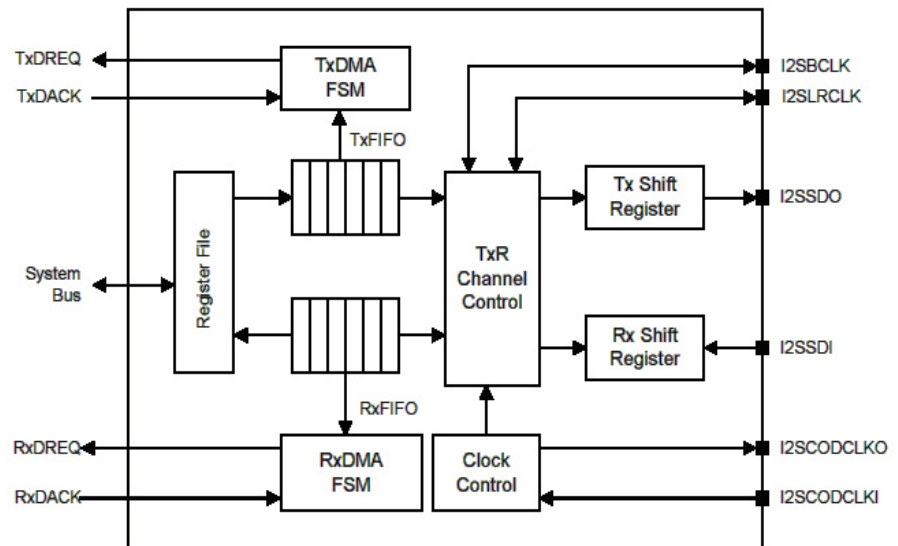 TxDREQ
TxDMA
FSM
I2SBCLK
TxDACK
I2SLRCLK
TxFIFO
Tx Shift
Register
I2SSDO
Register File
TxR
Channel
Control
System
Bus
Rx Shift
Register
I2SSDI
RxFIFO
RxDREQ
RxDMA
FSM
Clock
Control
I2SCODCLKO
RxDACK
I2SCODCLKI